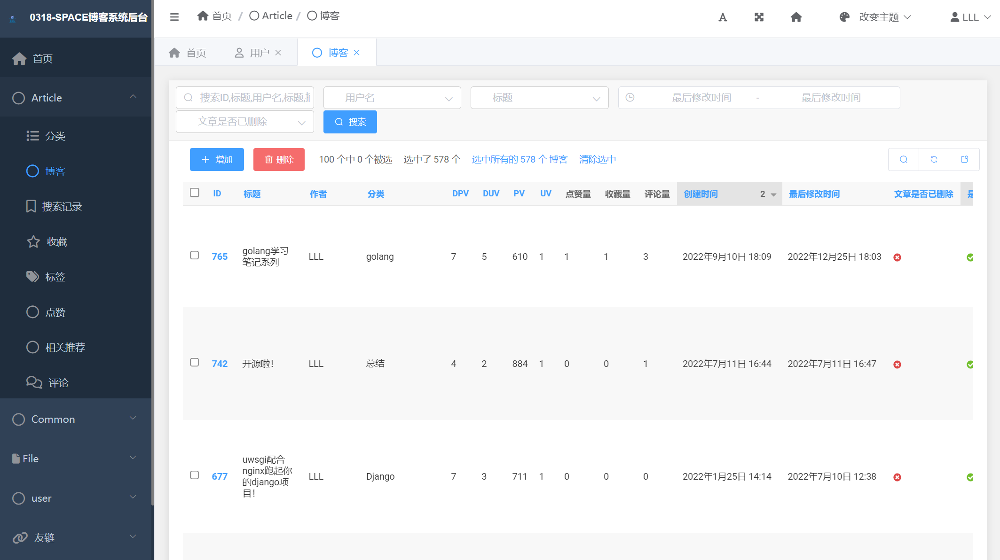 0318-SPACE博客系统后台
首页 / Article / 博客
改变主题
LLL
首页
用户
博客
首页
Article
分类
博客
搜索记录
收藏
标签
点赞
相关推荐
评论
Common
File
user
友链
搜索ID,标题,用户名,标题,
用户名
标题
最后修改时间 - 最后修改时间
文章是否已删除
搜索
增加
删除
100 个中 0 个被选
选中了 578 个
选中所有的 578 个 博客
清除选中
ID 标题 作者 分类 DPV DUV PV UV 点赞量 收藏量 评论量 创建时间 2 最后修改时间 文章是否已删除 是
765 golang学习 LLL golang 7 5 610 1 1 1 3 2022年9月10日 18:09 2022年12月25日 18:03
笔记系列
742 开源啦！ LLL 总结 4 2 884 1 0 0 1 2022年7月11日 16:44 2022年7月11日 16:47
uwsgi配合
nginx跑起你
677 的django项 LLL Django 7 3 711 1 0 0 0 2022年1月25日 14:14 2022年7月10日 12:38
目！